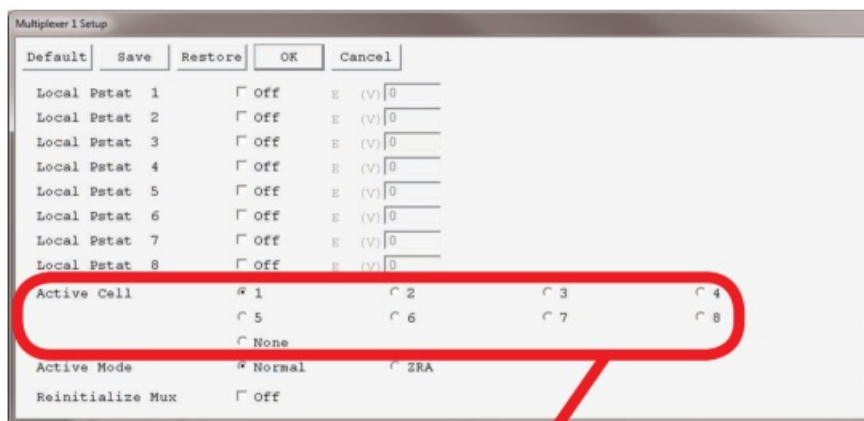 Multiplexer 1 Setup
Default Save Restore OK Cancel
Local Pstat 1 Off E (V) 0
Local Pstat 2 Off E (V) 0
Local Pstat 3 Off E (V) 0
Local Pstat 4 Off E (V) 0
Local Pstat 5 Off E (V) 0
Local Pstat 6 Off E (V) 0
Local Pstat 7 Off E (V) 0
Local Pstat 8 Off E (V) 0
Active Cell 1 2 3 4
5 6 7 8
None
Active Mode Normal ZRA
Reinitialize Mux Off